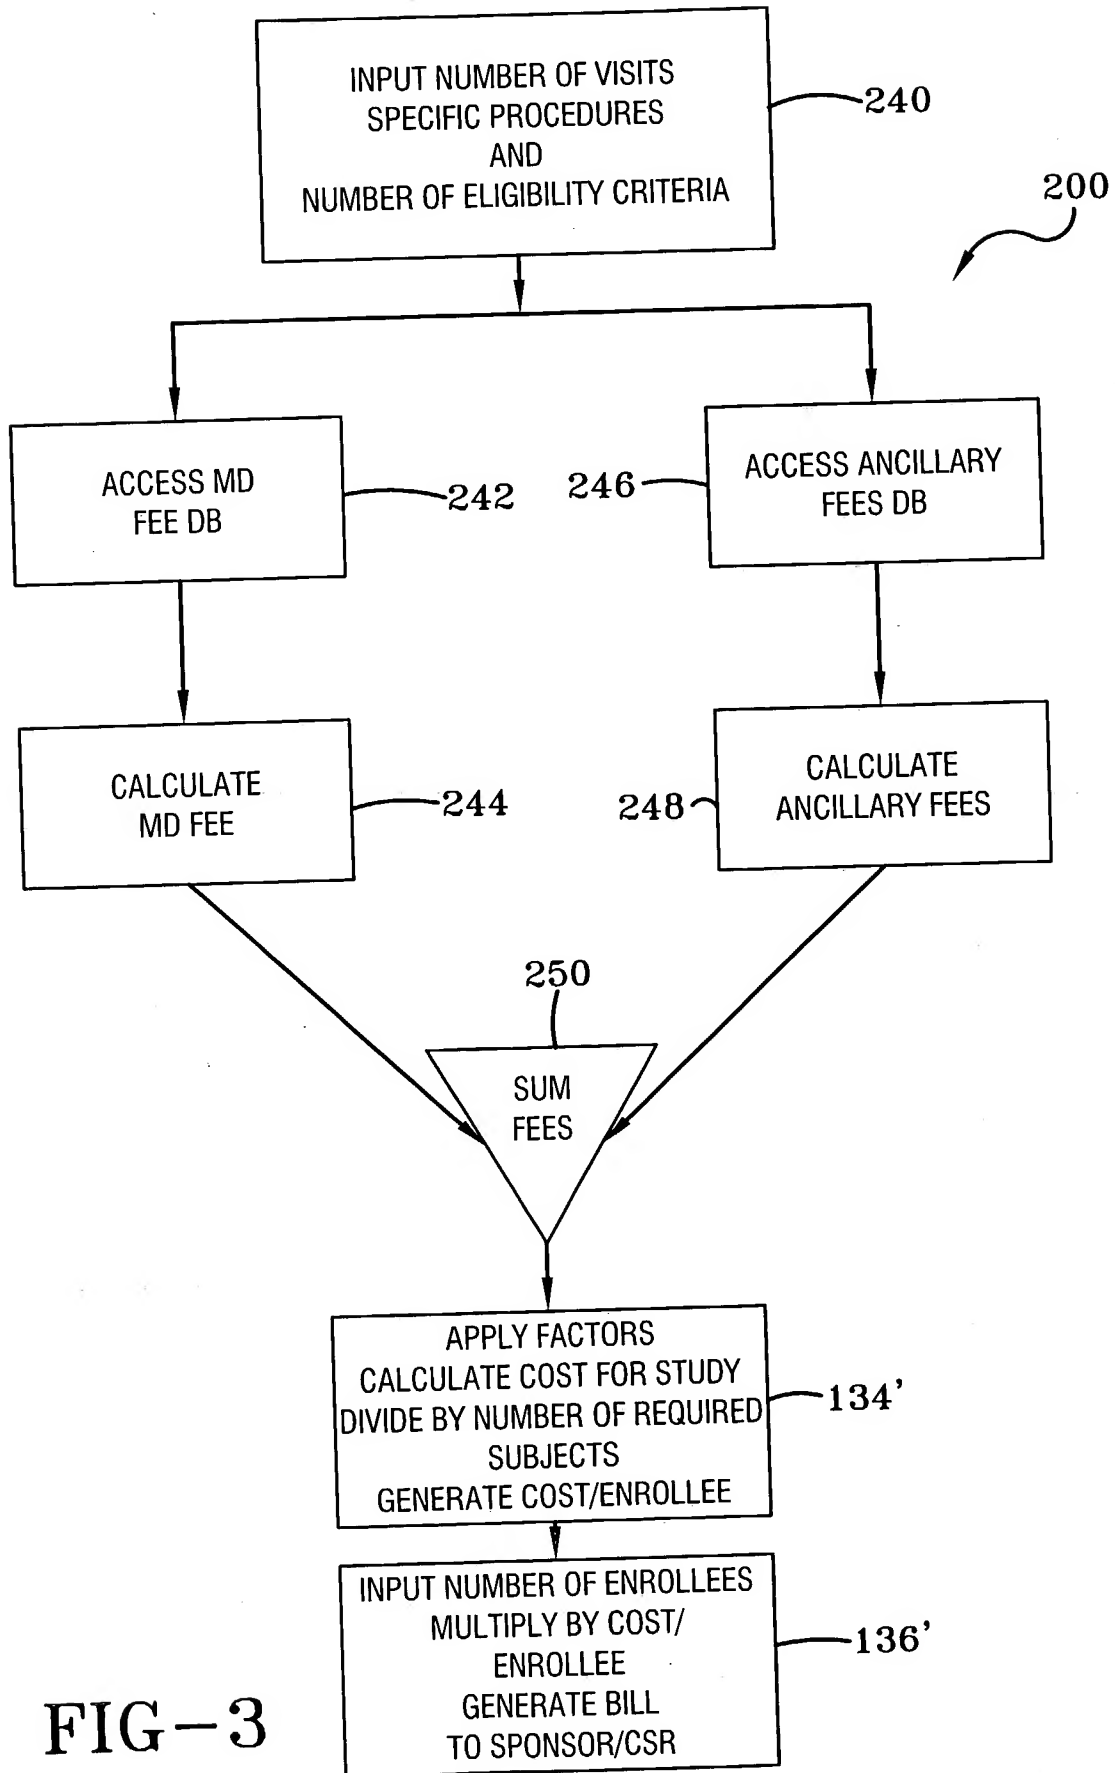 INPUT NUMBER OF VISITS
SPECIFIC PROCEDURES
AND
NUMBER OF ELIGIBILITY CRITERIA
240
200
ACCESS MD
FEE DB
242
246
ACCESS ANCILLARY
FEES DB
CALCULATE
MD FEE
244
248
CALCULATE
ANCILLARY FEES
250
SUM
FEES
APPLY FACTORS
CALCULATE COST FOR STUDY
DIVIDE BY NUMBER OF REQUIRED
SUBJECTS
GENERATE COST/ENROLLEE
134'
INPUT NUMBER OF ENROLLEES
MULTIPLY BY COST/
ENROLLEE
GENERATE BILL
TO SPONSOR/CSR
136'
FIG-3